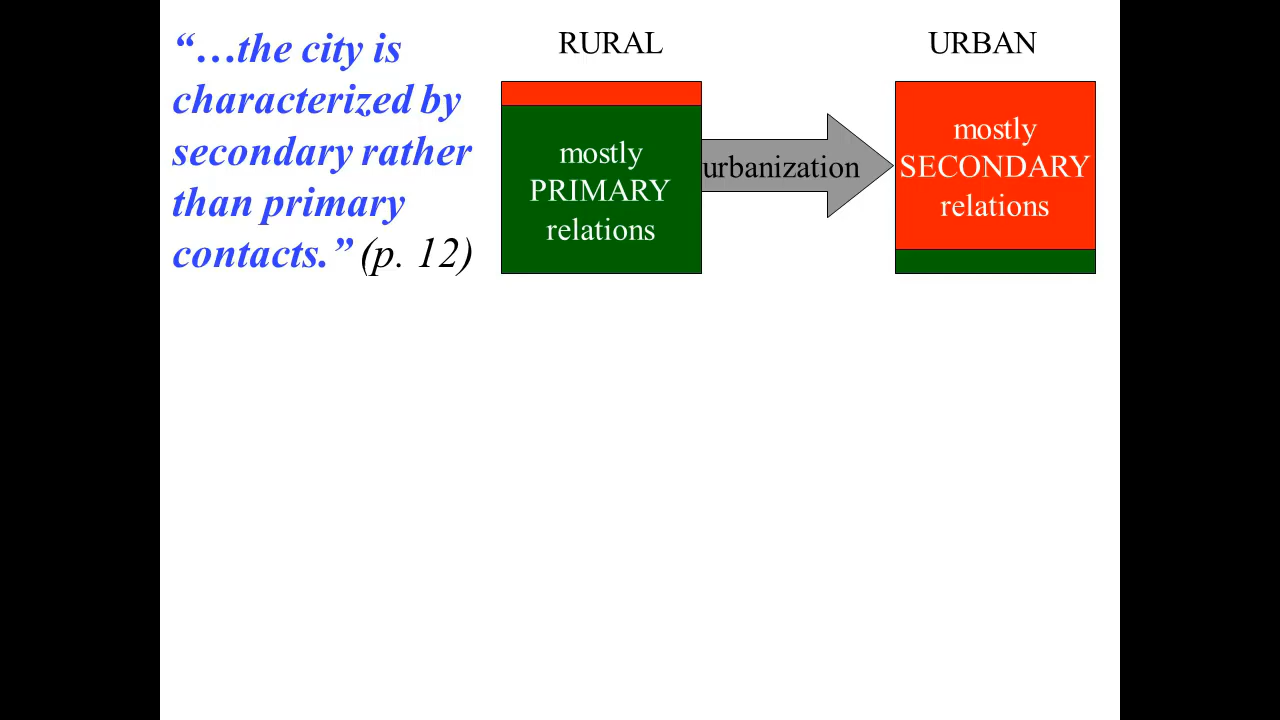 “…the city is
characterized by
secondary rather
than primary
contacts.” (p. 12)
RURAL
mostly
PRIMARY
relations
urbanization
URBAN
mostly
SECONDARY
relations